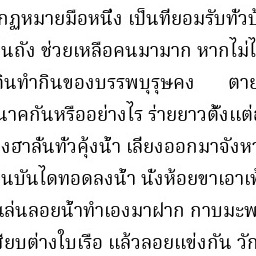 กฎหมายมือหนึ่ง เป็นที่ยอมรับทั่วบ้
นถัง ช่วยเหลือคนมามาก หากไม่ไ
กินทำกินของบรรพบุรุษคง ตาย
นาคกันหรืออย่างไร ร่ายยาวตั้งแต่ส
งฮาลั่นทั่วคุ้งน้ำ เลี่ยงออกมาจังหา
นบันไดทอดลงน้ำ นั่งห้อยขาเอาเท้
เล่นลอยน้ำทำเองมาฝาก กาบมะพ
สียบต่างใบเรือ แล้วลอยแข่งกัน วัก